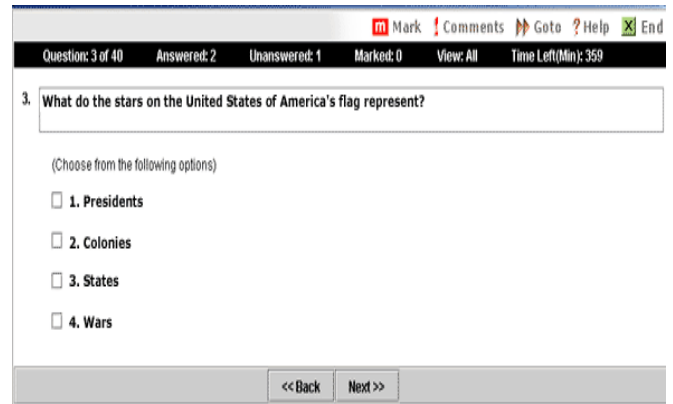 m Mark ! Comments Goto ? Help X End
Question: 3 of 40 Answered: 2 Unanswered: 1 Marked: 0 View: All Time Left(Min): 359
3. What do the stars on the United States of America's flag represent?
(Choose from the following options)
1. Presidents
2. Colonies
3. States
4. Wars
<< Back Next >>